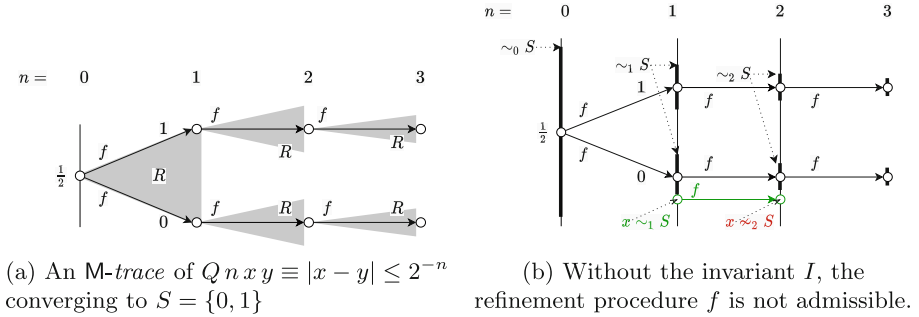 n = 0 1 2 3
1
f f f
R R
1/2 R
f f f
R R
0
(a) An M-trace of Q n x y ≡ |x − y| ≤ 2⁻ⁿ
converging to S = {0, 1}
n = 0 1 2 3
∼₀ S
∼₁ S
∼₂ S
1
f f f
1/2
f f f
0
f
x ∼₁ S x ≁₂ S
(b) Without the invariant I, the
refinement procedure f is not admissible.